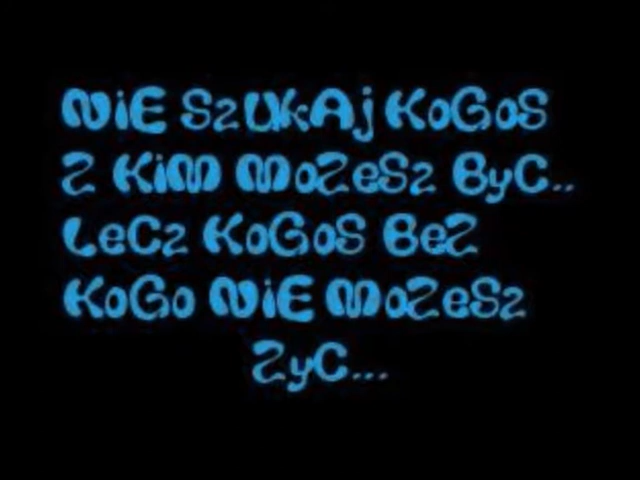 NiE SzUKAj KoGoS
Z KiM MoZeSz ByC..
LeCz KoGoS BeZ
KoGo NiE MoZeSz
ZyC...